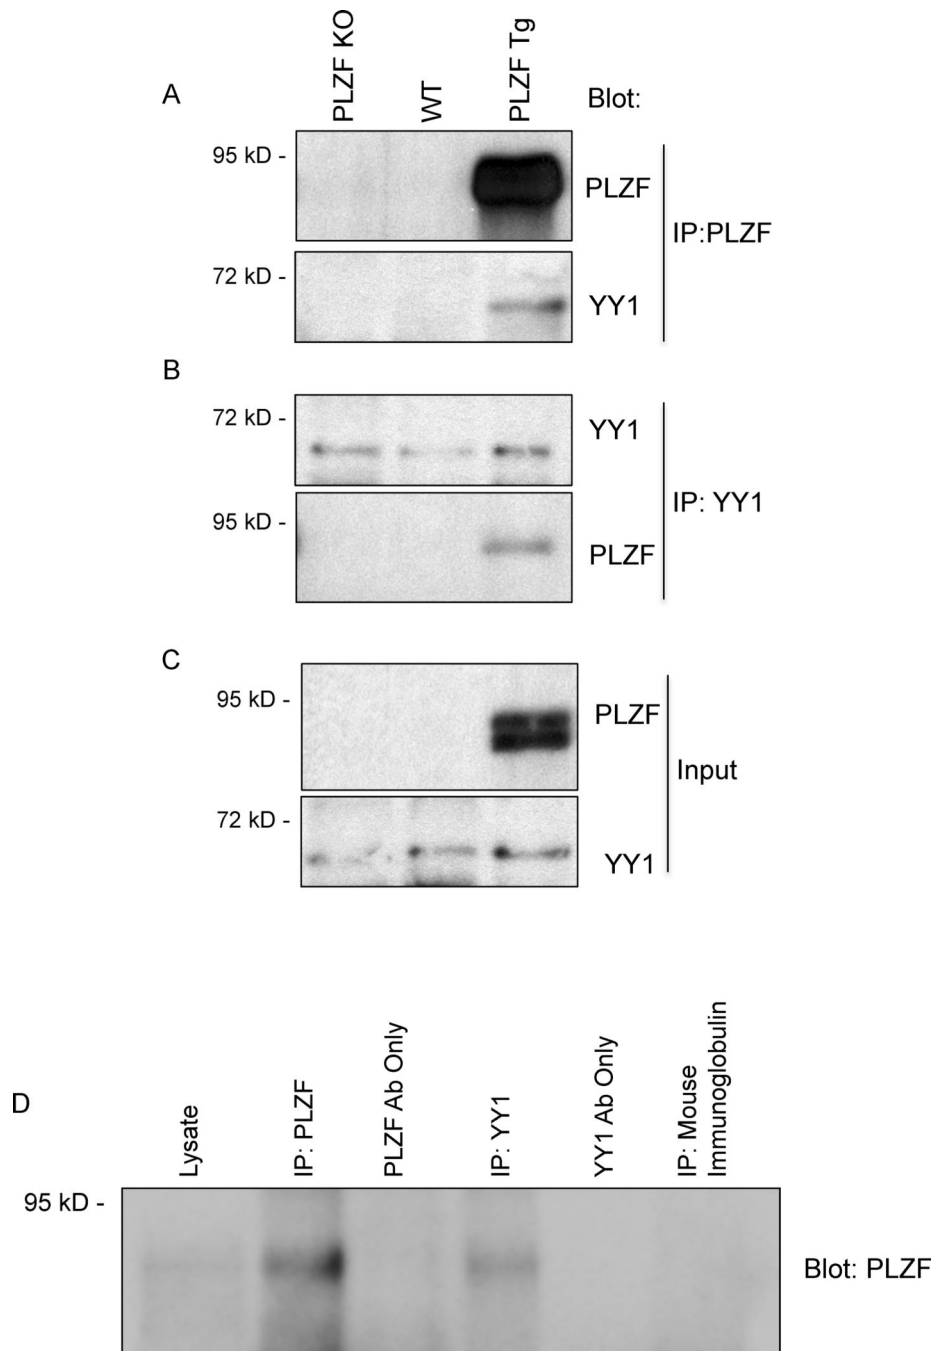 A
PLZF KO
WT
PLZF Tg
Blot:
95 kD -
PLZF
IP:PLZF
72 kD -
YY1
B
72 kD -
YY1
IP: YY1
95 kD -
PLZF
C
95 kD -
PLZF
Input
72 kD -
YY1
D
Lysate
IP: PLZF
PLZF Ab Only
IP: YY1
YY1 Ab Only
IP: Mouse
Immunoglobulin
95 kD -
Blot: PLZF